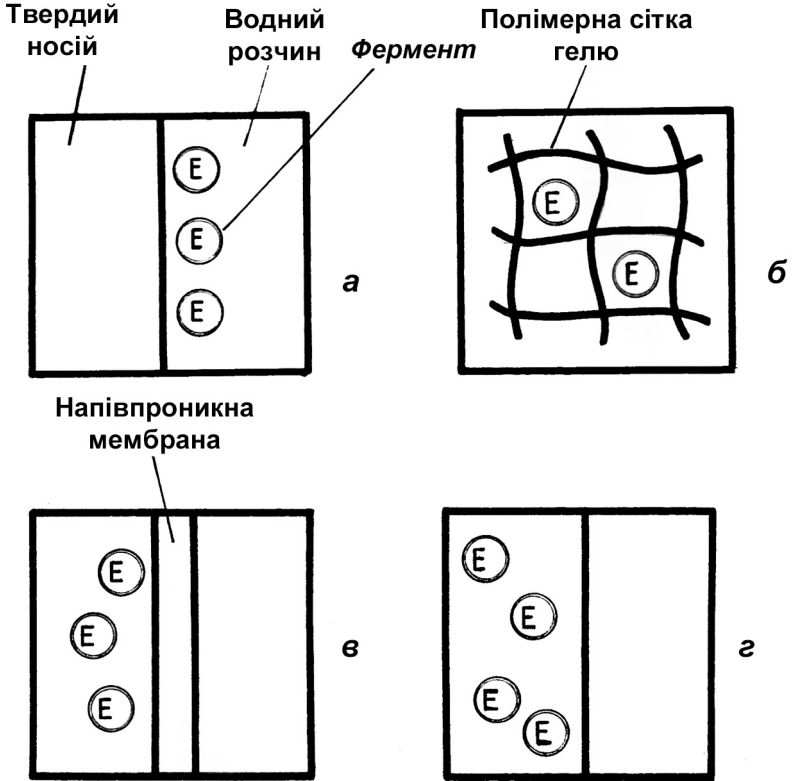 Твердий
носій
Водний
розчин
Фермент
Полімерна сітка
гелю
E
E
E
а
E
E
б
Напівпроникна
мембрана
E
E
E
в
E
E
E
E
г